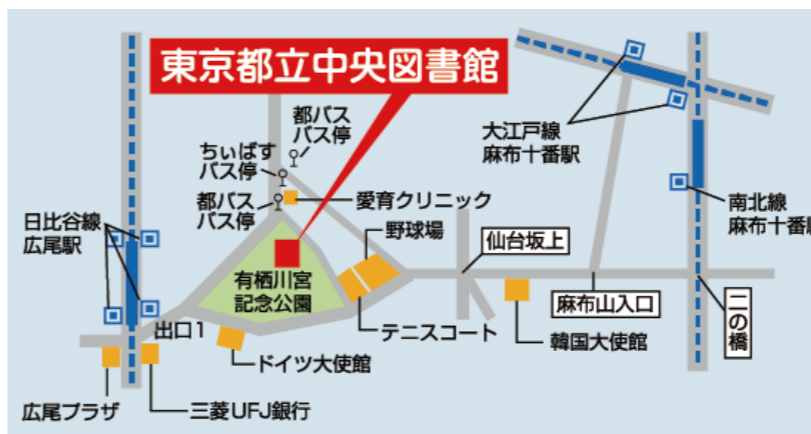 東京都立中央図書館
都バス
バス停
ちぃばす
バス停
都バス
バス停
愛育クリニック
大江戸線
麻布十番駅
南北線
麻布十番駅
日比谷線
広尾駅
野球場
仙台坂上
有栖川宮
記念公園
麻布山入口
二の橋
出口1
テニスコート
韓国大使館
ドイツ大使館
広尾プラザ
三菱UFJ銀行